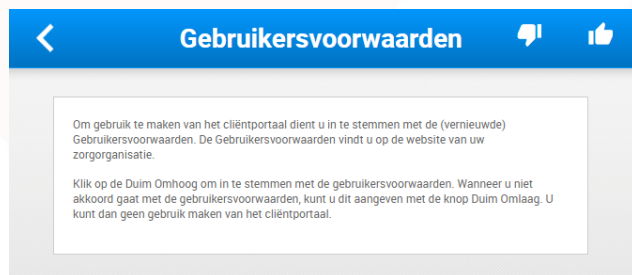 Gebruikersvoorwaarden
Om gebruik te maken van het cliëntportaal dient u in te stemmen met de (vernieuwde)
Gebruikersvoorwaarden. De Gebruikersvoorwaarden vindt u op de website van uw
zorgorganisatie.
Klik op de Duim Omhoog om in te stemmen met de gebruikersvoorwaarden. Wanneer u niet
akkoord gaat met de gebruikersvoorwaarden, kunt u dit aangeven met de knop Duim Omlaag. U
kunt dan geen gebruik maken van het cliëntportaal.